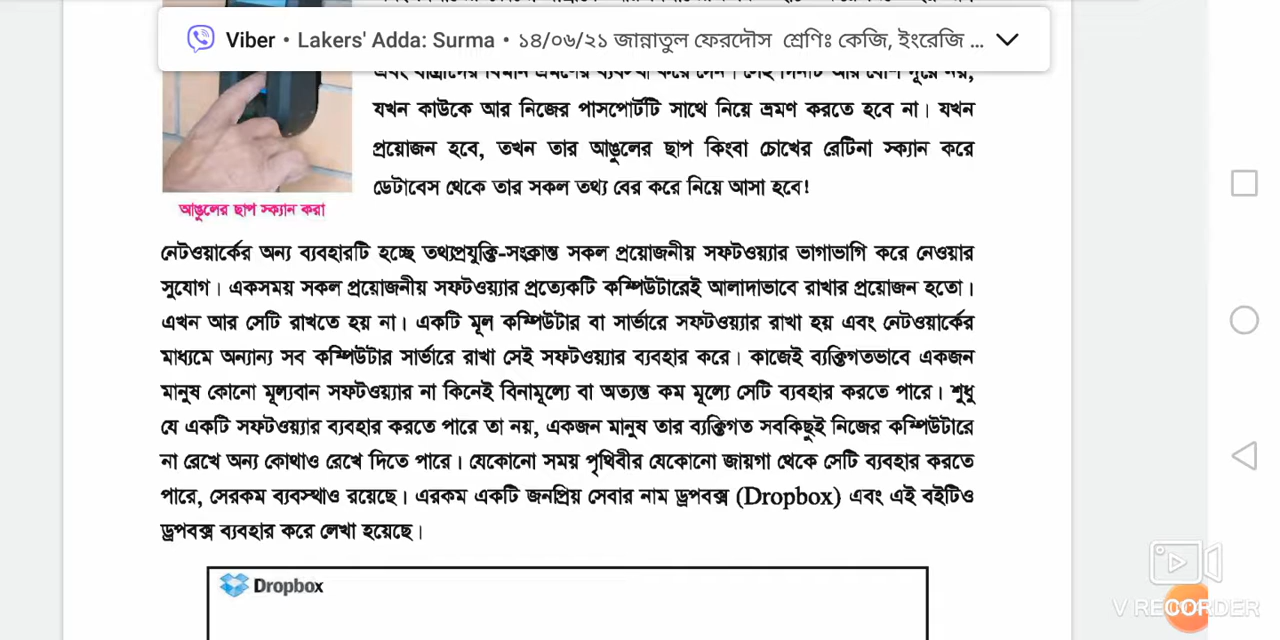 Viber • Lakers' Adda: Surma • ১৪/০৬/২১ জান্নাতুল ফেরদৌস শ্রেণিঃ কেজি, ইংরেজি ...
যখন কাউকে আর নিজের পাসপোর্টটি সাথে নিয়ে ভ্রমণ করতে হবে না। যখন
প্রয়োজন হবে, তখন তার আঙুলের ছাপ কিংবা চোখের রেটিনা স্ক্যান করে
ডেটাবেস থেকে তার সকল তথ্য বের করে নিয়ে আসা হবে!
আঙুলের ছাপ স্ক্যান করা
নেটওয়ার্কের অন্য ব্যবহারটি হচ্ছে তথ্যপ্রযুক্তি-সংক্রান্ত সকল প্রয়োজনীয় সফটওয়্যার ভাগাভাগি করে নেওয়ার
সুযোগ। একসময় সকল প্রয়োজনীয় সফটওয়্যার প্রত্যেকটি কম্পিউটারেই আলাদাভাবে রাখার প্রয়োজন হতো।
এখন আর সেটি রাখতে হয় না। একটি মূল কম্পিউটার বা সার্ভারে সফটওয়্যার রাখা হয় এবং নেটওয়ার্কের
মাধ্যমে অন্যান্য সব কম্পিউটার সার্ভারে রাখা সেই সফটওয়্যার ব্যবহার করে। কাজেই ব্যক্তিগতভাবে একজন
মানুষ কোনো মূল্যবান সফটওয়্যার না কিনেই বিনামূল্যে বা অত্যন্ত কম মূল্যে সেটি ব্যবহার করতে পারে। শুধু
যে একটি সফটওয়্যার ব্যবহার করতে পারে তা নয়, একজন মানুষ তার ব্যক্তিগত সবকিছুই নিজের কম্পিউটারে
না রেখে অন্য কোথাও রেখে দিতে পারে। যেকোনো সময় পৃথিবীর যেকোনো জায়গা থেকে সেটি ব্যবহার করতে
পারে, সেরকম ব্যবস্থাও রয়েছে। এরকম একটি জনপ্রিয় সেবার নাম ড্রপবক্স (Dropbox) এবং এই বইটিও
ড্রপবক্স ব্যবহার করে লেখা হয়েছে।
Dropbox
V RECORDER